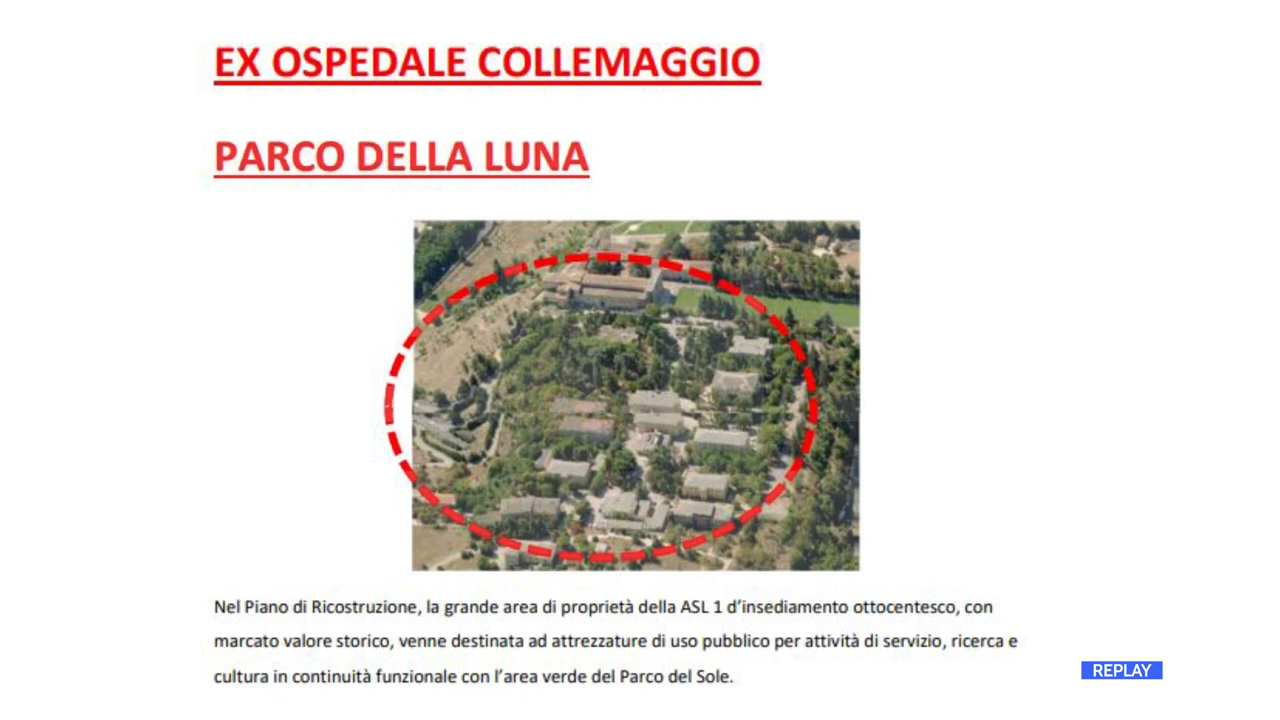 EX OSPEDALE COLLEMAGGIO
PARCO DELLA LUNA
Nel Piano di Ricostruzione, la grande area di proprietà della ASL 1 d'insediamento ottocentesco, con
marcato valore storico, venne destinata ad attrezzature di uso pubblico per attività di servizio, ricerca e
cultura in continuità funzionale con l'area verde del Parco del Sole.
REPLAY